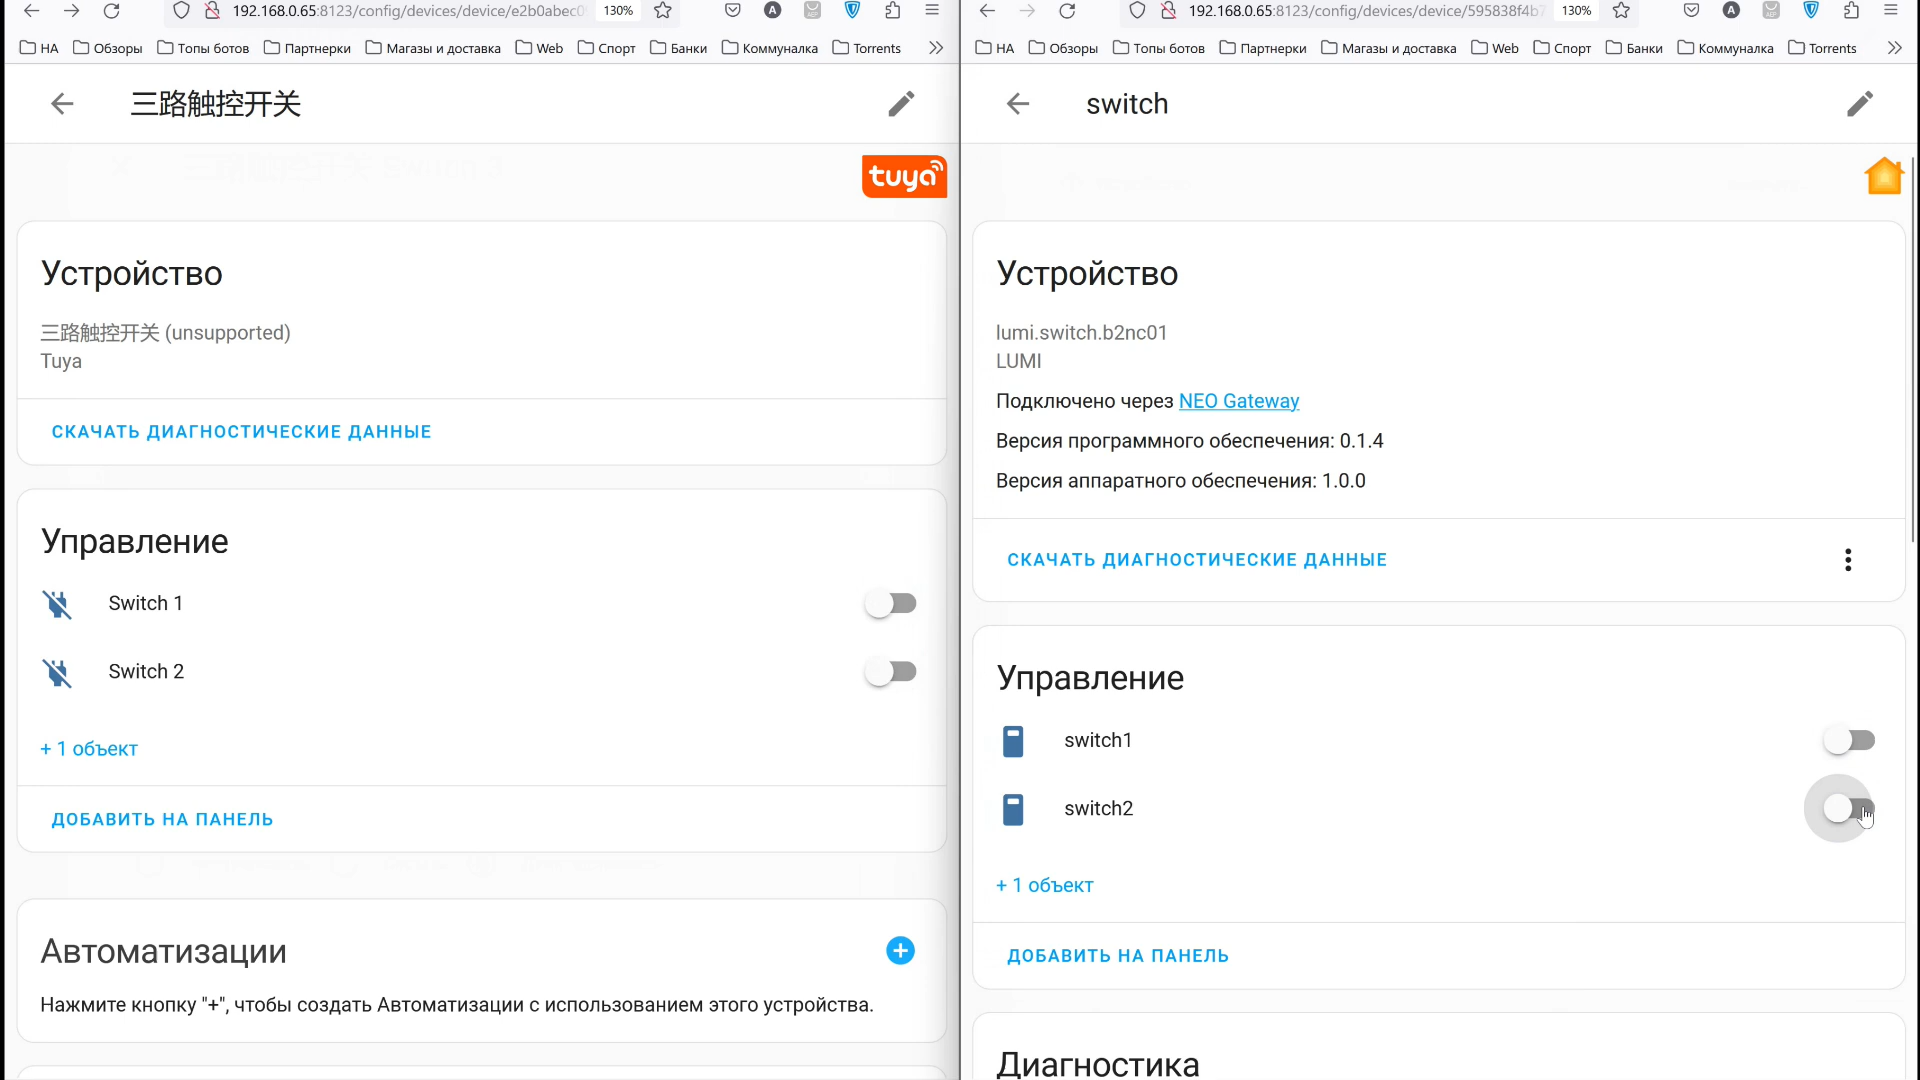 192.168.0.65:8123/config/devices/device/e2b0abec0
130%
HA
Обзоры
Топы ботов
Партнерки
Магазы и доставка
Web
Спорт
Банки
Коммуналка
Torrents
三路触控开关
tuya
Устройство
三路触控开关 (unsupported)
Tuya
СКАЧАТЬ ДИАГНОСТИЧЕСКИЕ ДАННЫЕ
Управление
Switch 1
Switch 2
+ 1 объект
ДОБАВИТЬ НА ПАНЕЛЬ
Автоматизации
Нажмите кнопку "+", чтобы создать Автоматизации с использованием этого устройства.
192.168.0.65:8123/config/devices/device/595838f4b7
130%
HA
Обзоры
Топы ботов
Партнерки
Магазы и доставка
Web
Спорт
Банки
Коммуналка
Torrents
switch
Устройство
lumi.switch.b2nc01
LUMI
Подключено через NEO Gateway
Версия программного обеспечения: 0.1.4
Версия аппаратного обеспечения: 1.0.0
СКАЧАТЬ ДИАГНОСТИЧЕСКИЕ ДАННЫЕ
Управление
switch1
switch2
+ 1 объект
ДОБАВИТЬ НА ПАНЕЛЬ
Диагностика